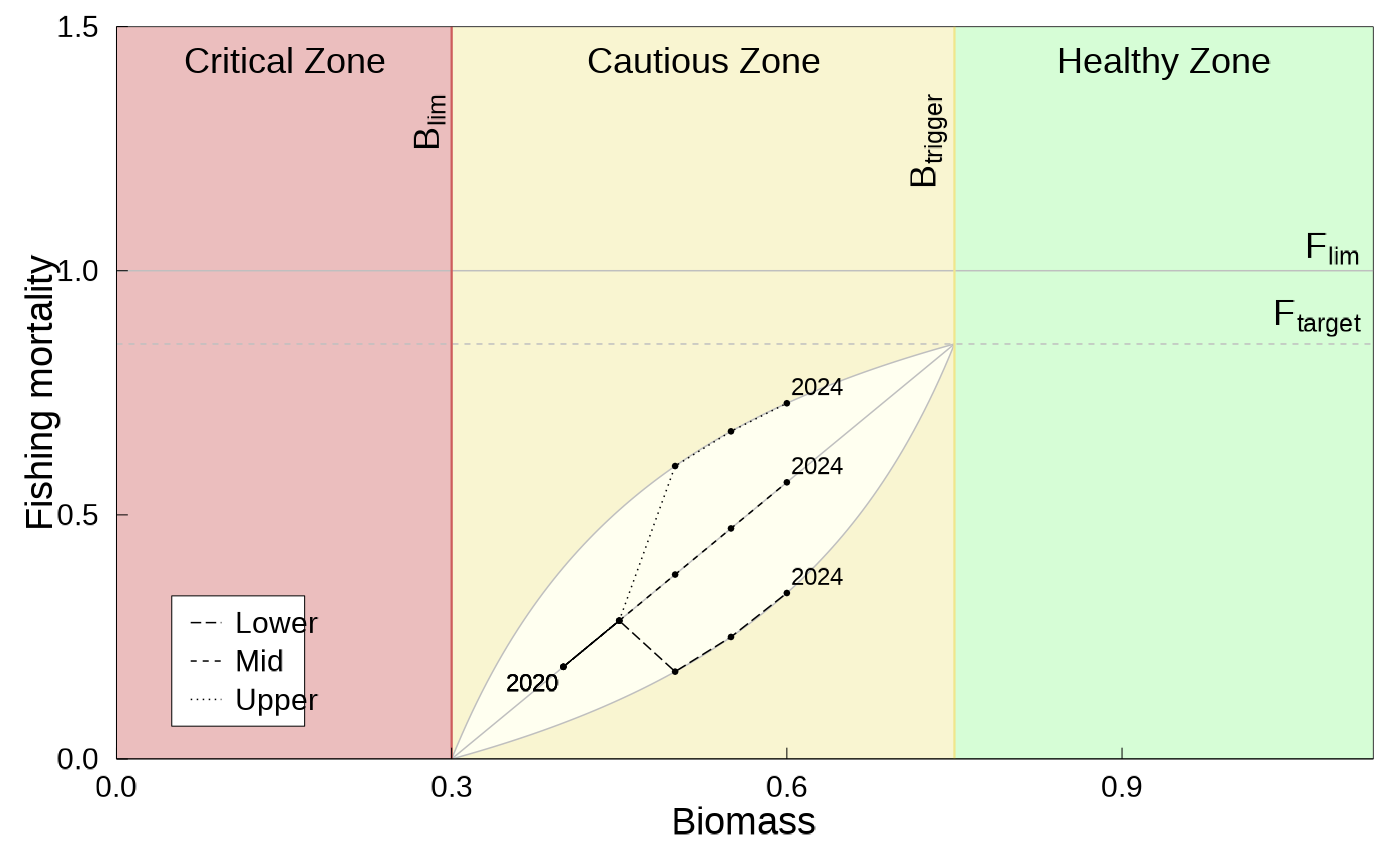 1.5
Critical Zone
Cautious Zone
Healthy Zone
Blim
Btrigger
Flim
1.0
Ftarget
Fishing mortality
2024
2024
0.5
2024
Lower
Mid
2020
Upper
0.0
0.0
0.3
0.6
0.9
Biomass